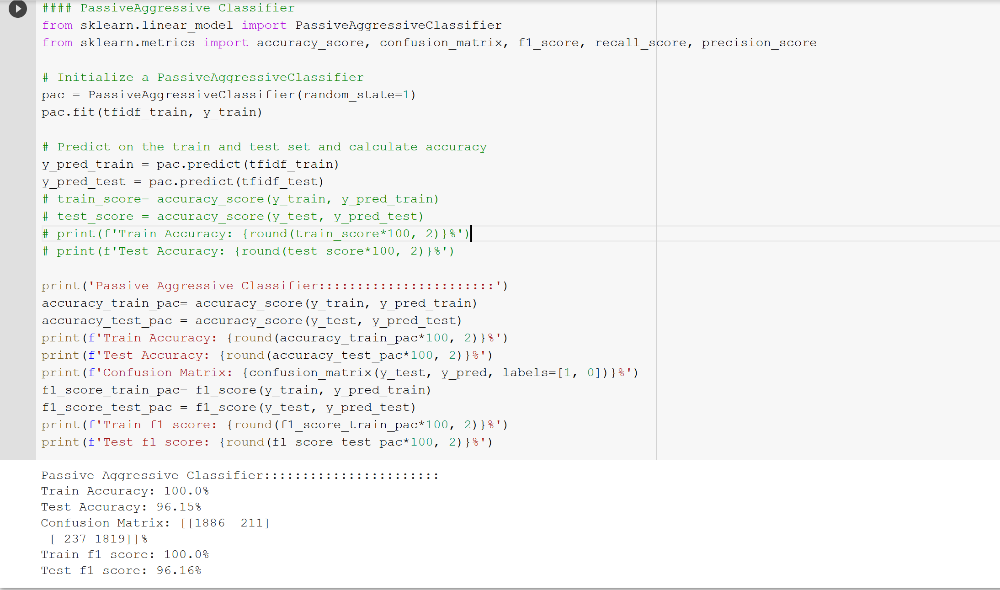 #### PassiveAggressive Classifier
from sklearn.linear_model import PassiveAggressiveClassifier
from sklearn.metrics import accuracy_score, confusion_matrix, f1_score, recall_score, precision_score

# Initialize a PassiveAggressiveClassifier
pac = PassiveAggressiveClassifier(random_state=1)
pac.fit(tfidf_train, y_train)

# Predict on the train and test set and calculate accuracy
y_pred_train = pac.predict(tfidf_train)
y_pred_test = pac.predict(tfidf_test)
# train_score= accuracy_score(y_train, y_pred_train)
# test_score = accuracy_score(y_test, y_pred_test)
# print(f'Train Accuracy: {round(train_score*100, 2)}%')
# print(f'Test Accuracy: {round(test_score*100, 2)}%')

print('Passive Aggressive Classifier:::::::::::::::::::::::')
accuracy_train_pac= accuracy_score(y_train, y_pred_train)
accuracy_test_pac = accuracy_score(y_test, y_pred_test)
print(f'Train Accuracy: {round(accuracy_train_pac*100, 2)}%')
print(f'Test Accuracy: {round(accuracy_test_pac*100, 2)}%')
print(f'Confusion Matrix: {confusion_matrix(y_test, y_pred, labels=[1, 0])}%')
f1_score_train_pac= f1_score(y_train, y_pred_train)
f1_score_test_pac = f1_score(y_test, y_pred_test)
print(f'Train f1 score: {round(f1_score_train_pac*100, 2)}%')
print(f'Test f1 score: {round(f1_score_test_pac*100, 2)}%')
Passive Aggressive Classifier:::::::::::::::::::::::
Train Accuracy: 100.0%
Test Accuracy: 96.15%
Confusion Matrix: [[1886  211]
 [ 237 1819]]%
Train f1 score: 100.0%
Test f1 score: 96.16%